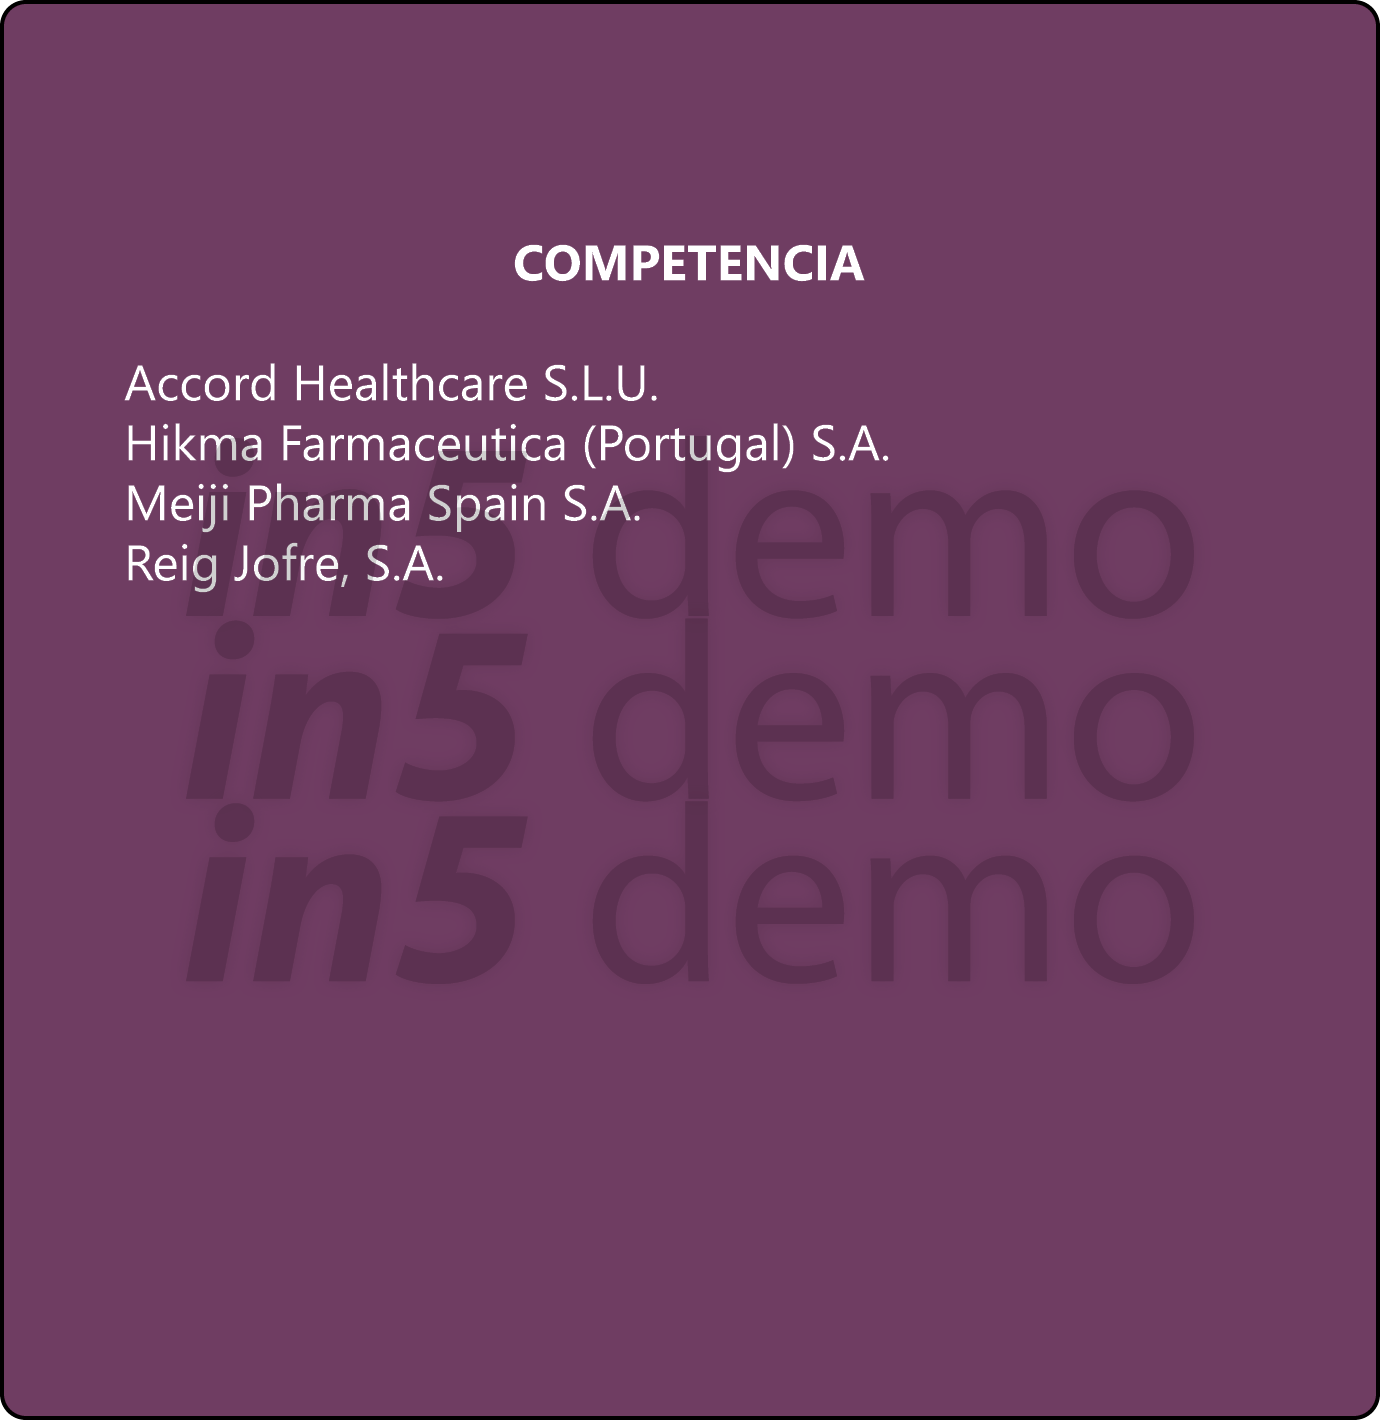 COMPETENCIA
Accord Healthcare S.L.U.
Hikma Farmaceutica (Portugal) S.A.
Meiji Pharma Spain S.A.
Reig Jofre, S.A.
in5 demo
in5 demo
in5 demo